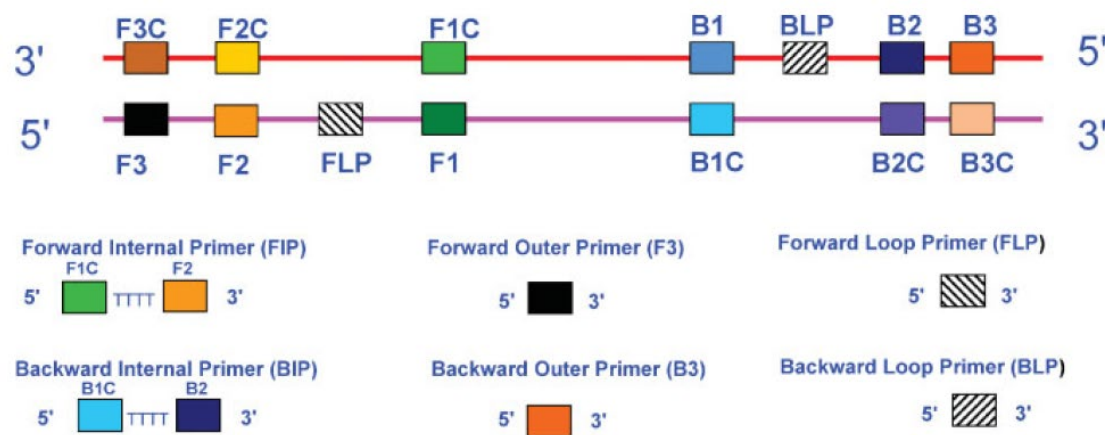 F3C F2C F1C B1 BLP B2 B3
3' 5'
5' 3'
F3 F2 FLP F1 B1C B2C B3C
Forward Internal Primer (FIP) Forward Outer Primer (F3) Forward Loop Primer (FLP)
F1C F2
5' TTTT 3' 5' 3' 5' 3'
Backward Internal Primer (BIP) Backward Outer Primer (B3) Backward Loop Primer (BLP)
B1C B2
5' TTTT 3' 5' 3' 5' 3'